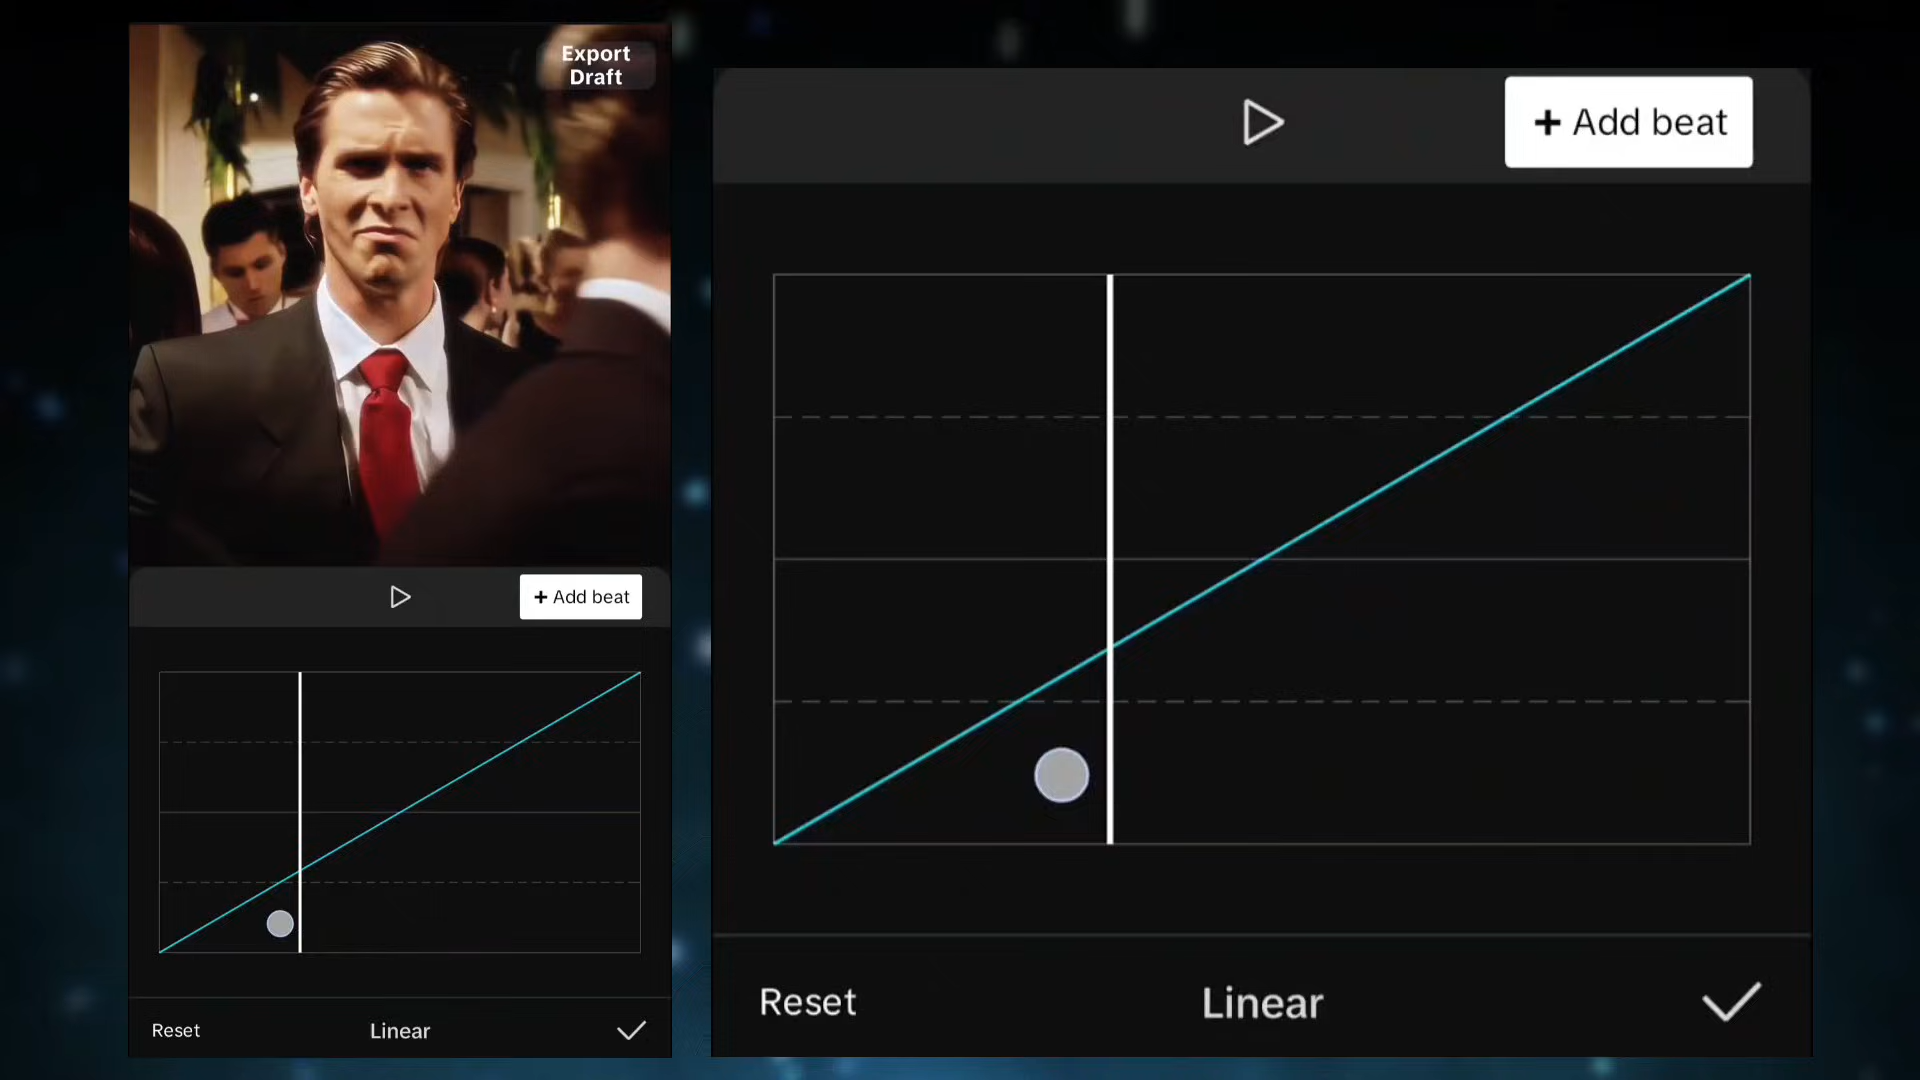 Export
Draft
+ Add beat
Reset
Linear
+ Add beat
Reset
Linear